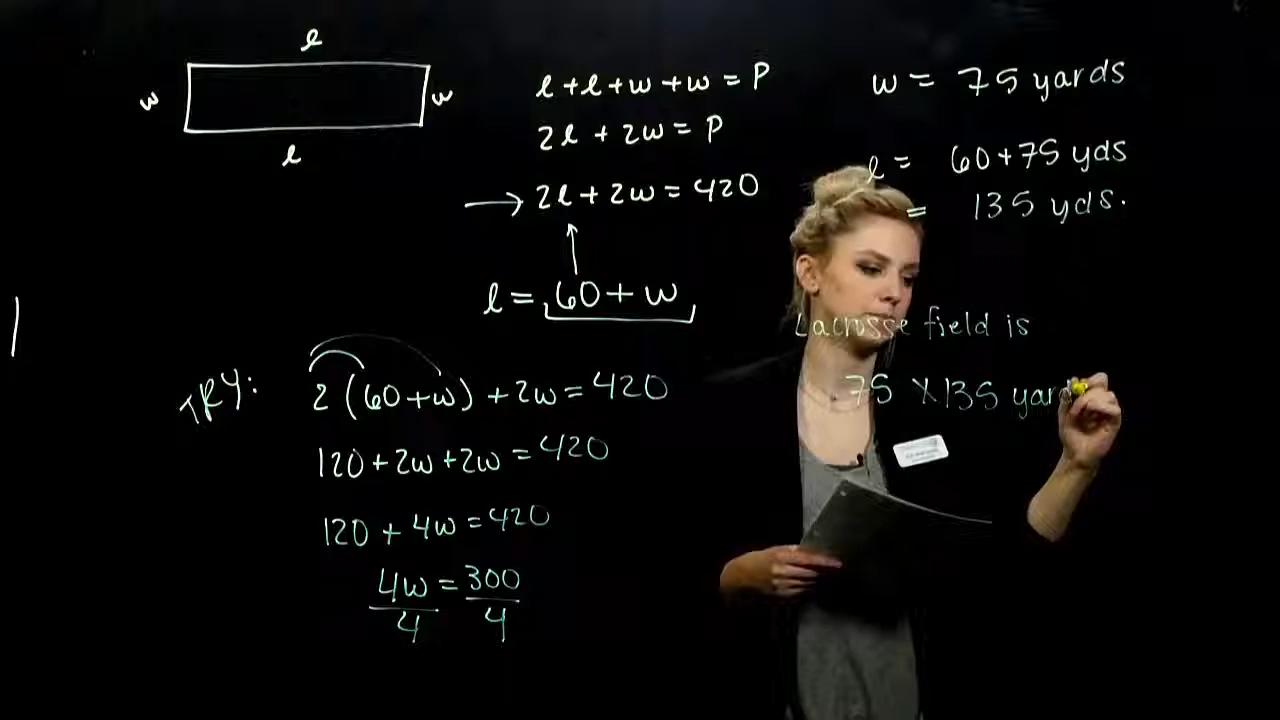 l
w w
l
l + l + w + w = P
2l + 2w = P
→ 2l + 2w = 420
l = 60 + w
TRY: 2 (60 + w) + 2w = 420
120 + 2w + 2w = 420
120 + 4w = 420
4w = 300
4 4
w = 75 yards
l = 60 + 75 yds
= 135 yds.
Lacrosse field is
75 X 135 yard